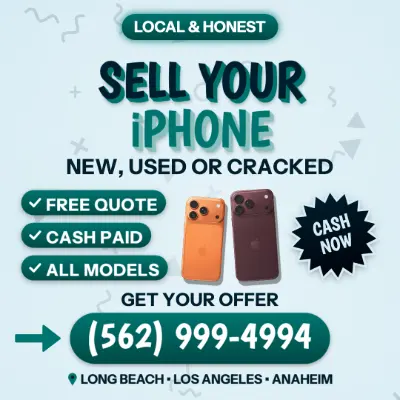 LOCAL & HONEST
SELL YOUR
iPHONE
NEW, USED OR CRACKED
✓ FREE QUOTE
✓ CASH PAID
✓ ALL MODELS
CASH
NOW
GET YOUR OFFER
(562) 999-4994
LONG BEACH • LOS ANGELES • ANAHEIM